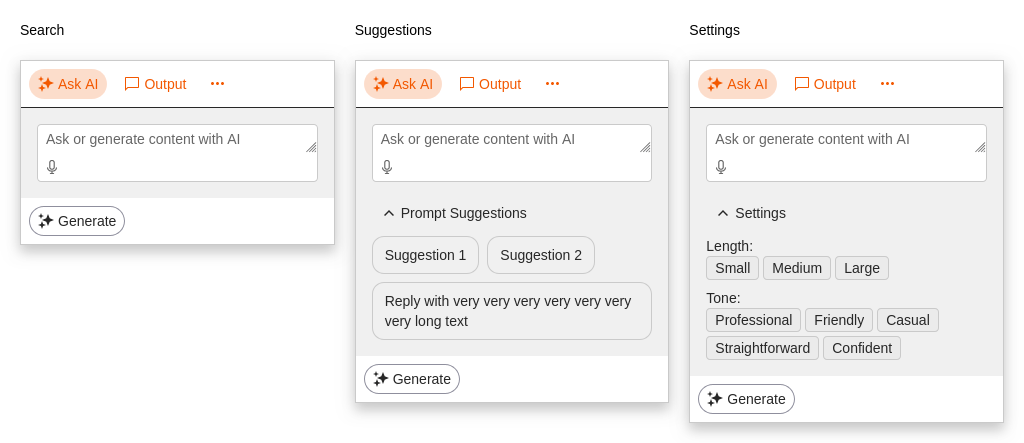 Search
Ask AI Output
Ask or generate content with AI
Generate
Suggestions
Ask AI Output
Ask or generate content with AI
Prompt Suggestions
Suggestion 1 Suggestion 2
Reply with very very very very very very
very long text
Generate
Settings
Ask AI Output
Ask or generate content with AI
Settings
Length:
Small Medium Large
Tone:
Professional Friendly Casual
Straightforward Confident
Generate